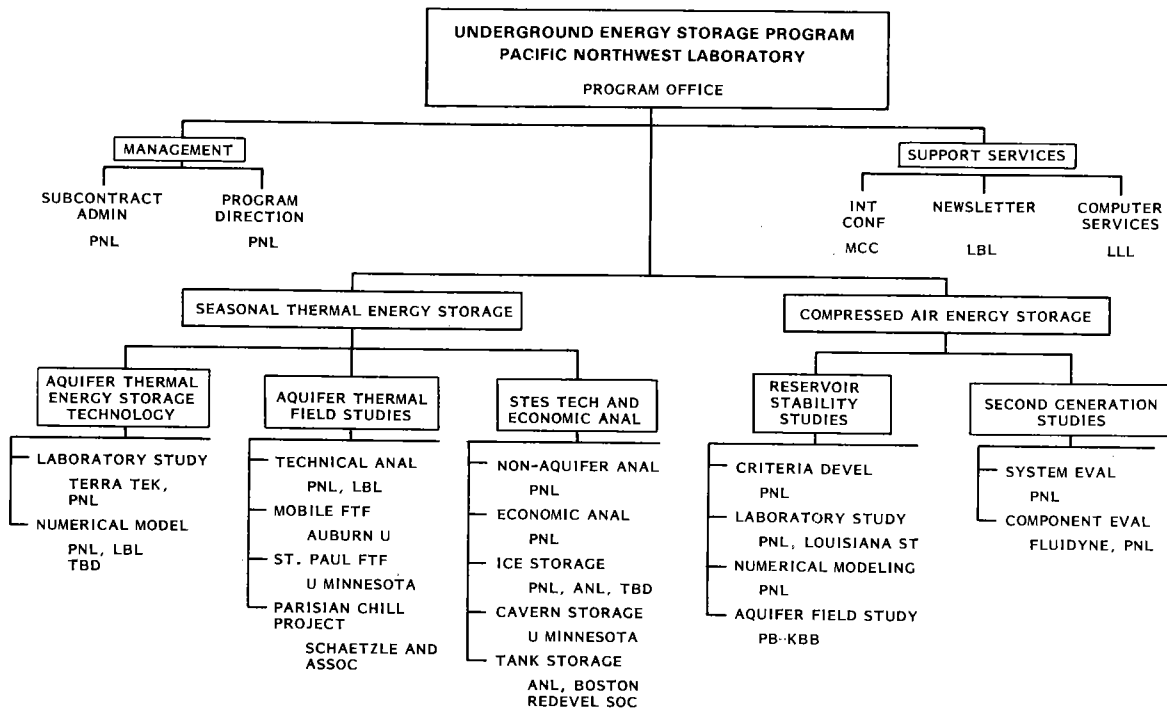 UNDERGROUND ENERGY STORAGE PROGRAM
PACIFIC NORTHWEST LABORATORY
PROGRAM OFFICE
MANAGEMENT
SUBCONTRACT
ADMIN
PNL
PROGRAM
DIRECTION
PNL
SUPPORT SERVICES
INT
CONF
MCC
NEWSLETTER
LBL
COMPUTER
SERVICES
LLL
SEASONAL THERMAL ENERGY STORAGE
COMPRESSED AIR ENERGY STORAGE
AQUIFER THERMAL
ENERGY STORAGE
TECHNOLOGY
LABORATORY STUDY
TERRA TEK,
PNL
NUMERICAL MODEL
PNL, LBL
TBD
AQUIFER THERMAL
FIELD STUDIES
TECHNICAL ANAL
PNL, LBL
MOBILE FTF
AUBURN U
ST. PAUL FTF
U MINNESOTA
PARISIAN CHILL
PROJECT
SCHAETZLE AND
ASSOC
STES TECH AND
ECONOMIC ANAL
NON-AQUIFER ANAL
PNL
ECONOMIC ANAL
PNL
ICE STORAGE
PNL, ANL, TBD
CAVERN STORAGE
U MINNESOTA
TANK STORAGE
ANL, BOSTON
REDEVEL SOC
RESERVOIR
STABILITY
STUDIES
CRITERIA DEVEL
PNL
LABORATORY STUDY
PNL, LOUISIANA ST
NUMERICAL MODELING
PNL
AQUIFER FIELD STUDY
PB-KBB
SECOND GENERATION
STUDIES
SYSTEM EVAL
PNL
COMPONENT EVAL
FLUIDYNE, PNL